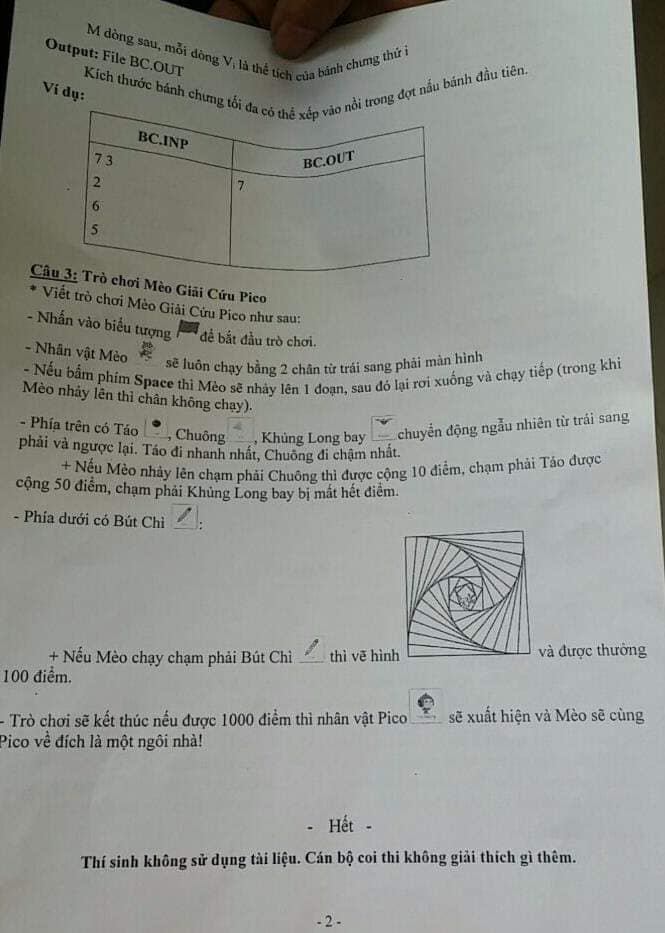 M dòng sau, mỗi dòng Vᵢ là thể tích của bánh chưng thứ i
Output: File BC.OUT
Kích thước bánh chưng tối đa có thể xếp vào nồi trong đợt nấu bánh đầu tiên.
Ví dụ:
BC.INP
BC.OUT
7 3
7
2
6
5
Câu 3: Trò chơi Mèo Giải Cứu Pico
* Viết trò chơi Mèo Giải Cứu Pico như sau:
- Nhấn vào biểu tượng để bắt đầu trò chơi.
- Nhân vật Mèo sẽ luôn chạy bằng 2 chân từ trái sang phải màn hình
- Nếu bấm phím Space thì Mèo sẽ nhảy lên 1 đoạn, sau đó lại rơi xuống và chạy tiếp (trong khi
Mèo nhảy lên thì chân không chạy).
- Phía trên có Táo , Chuông , Khủng Long bay chuyển động ngẫu nhiên từ trái sang
phải và ngược lại. Táo đi nhanh nhất, Chuông đi chậm nhất.
+ Nếu Mèo nhảy lên chạm phải Chuông thì được cộng 10 điểm, chạm phải Táo được
cộng 50 điểm, chạm phải Khủng Long bay bị mất hết điểm.
- Phía dưới có Bút Chì :
+ Nếu Mèo chạy chạm phải Bút Chì thì vẽ hình và được thưởng
100 điểm.
- Trò chơi sẽ kết thúc nếu được 1000 điểm thì nhân vật Pico sẽ xuất hiện và Mèo sẽ cùng
Pico về đích là một ngôi nhà!
- Hết -
Thí sinh không sử dụng tài liệu. Cán bộ coi thi không giải thích gì thêm.
- 2 -